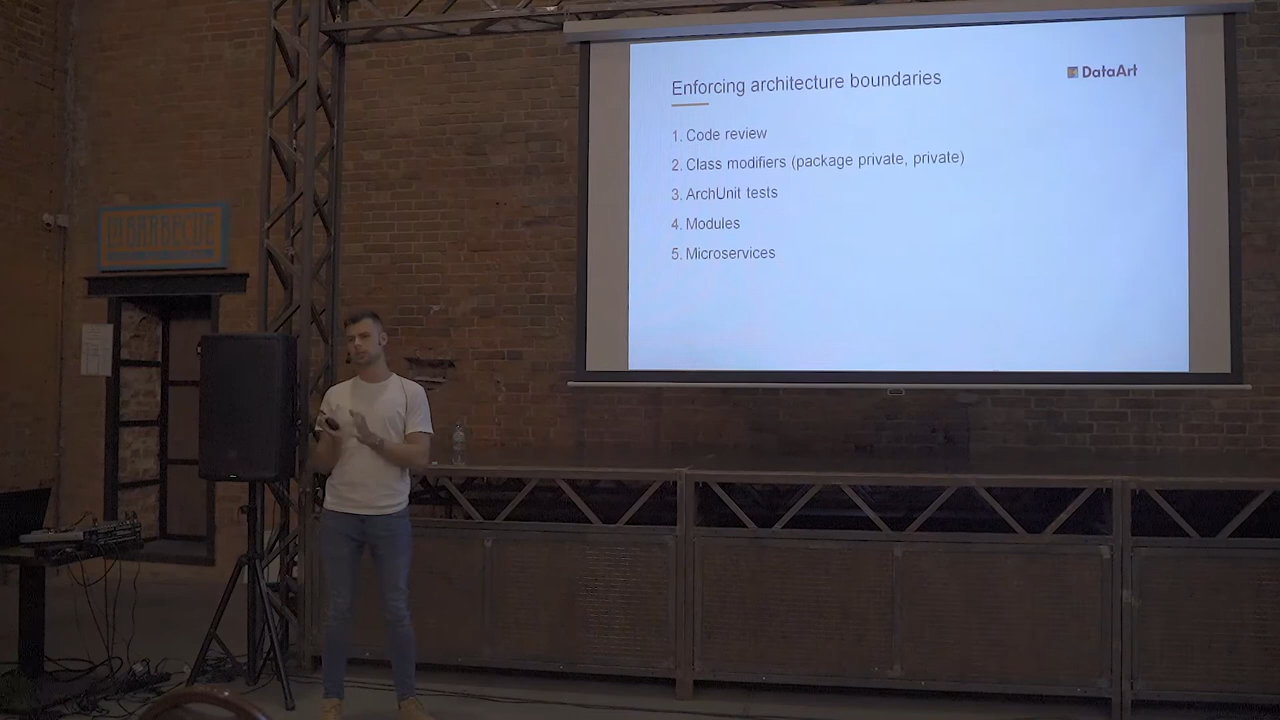 Enforcing architecture boundaries
DataArt
1. Code review
2. Class modifiers (package private, private)
3. ArchUnit tests
4. Modules
5. Microservices
BARBECUE